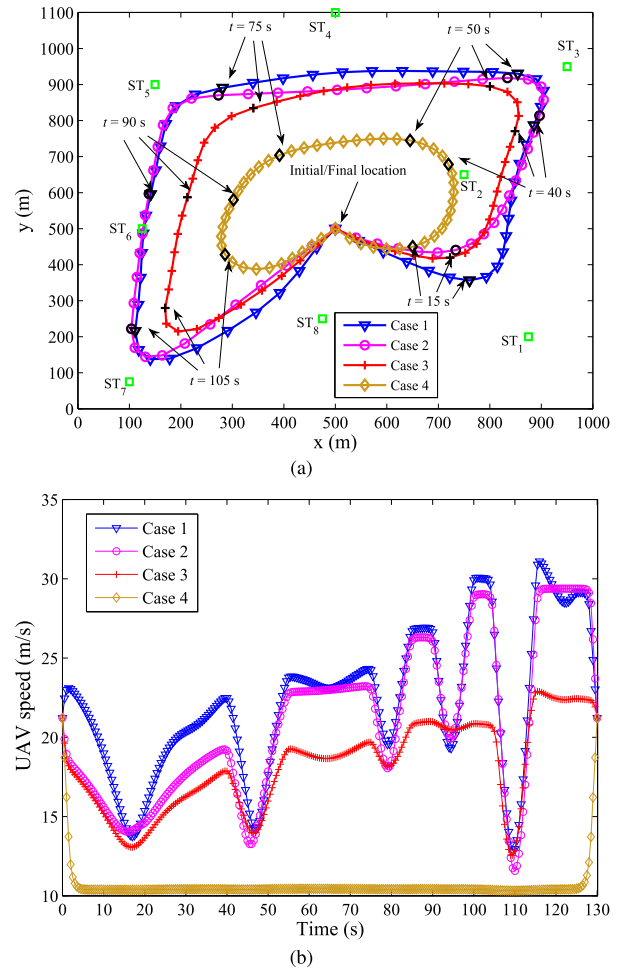 1100
1000
900
800
700
600
500
400
300
200
100
0
y (m)
t = 75 s
ST4
t = 50 s
ST3
ST5
t = 90 s
Initial/Final location
ST2
t = 40 s
ST6
t = 15 s
ST8
ST1
Case 1
Case 2
Case 3
Case 4
t = 105 s
ST7
0 100 200 300 400 500 600 700 800 900 1000
x (m)
(a)
35
30
25
20
15
10
UAV speed (m/s)
Case 1
Case 2
Case 3
Case 4
0 10 20 30 40 50 60 70 80 90 100 110 120 130
Time (s)
(b)